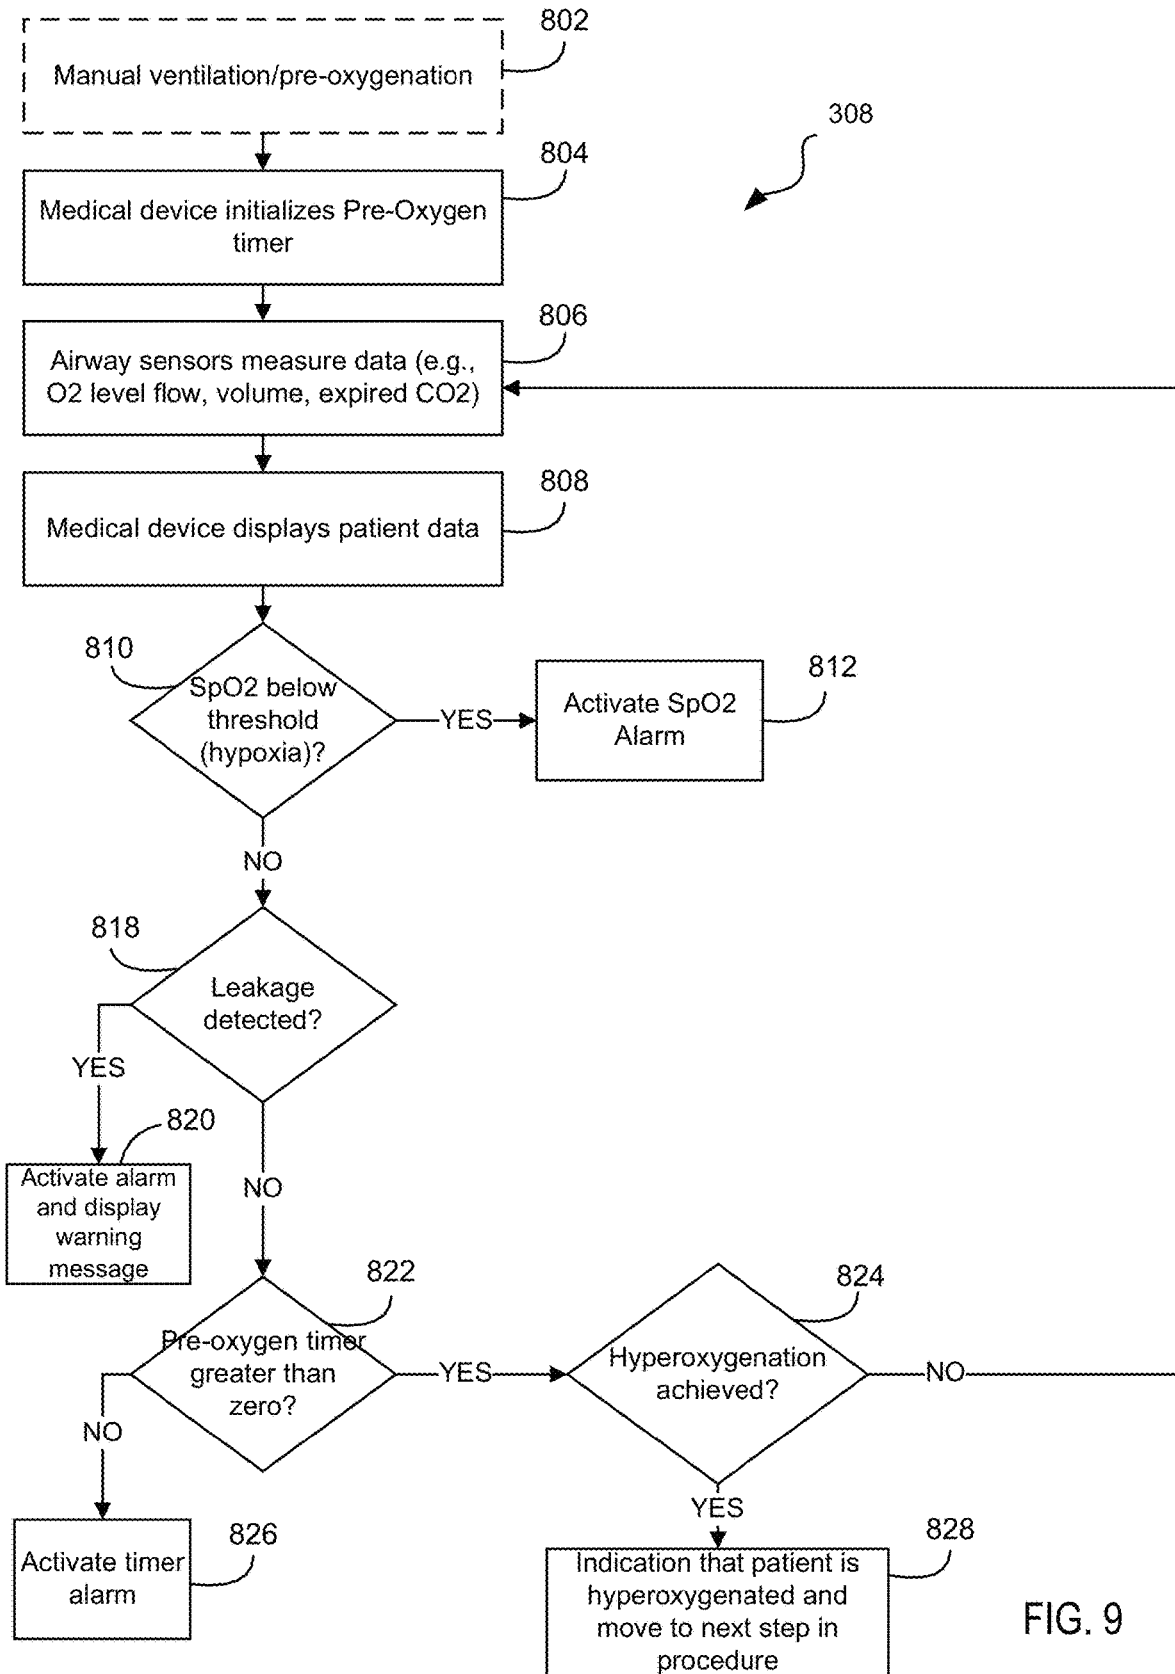 802
Manual ventilation/pre-oxygenation
308
804
Medical device initializes Pre-Oxygen
timer
806
Airway sensors measure data (e.g.,
O2 level flow, volume, expired CO2)
808
Medical device displays patient data
810
SpO2 below
threshold
(hypoxia)?
YES
812
Activate SpO2
Alarm
NO
818
Leakage
detected?
YES
820
Activate alarm
and display
warning
message
NO
822
Pre-oxygen timer
greater than
zero?
YES
824
Hyperoxygenation
achieved?
NO
NO
826
Activate timer
alarm
YES
828
Indication that patient is
hyperoxygenated and
move to next step in
procedure
FIG. 9